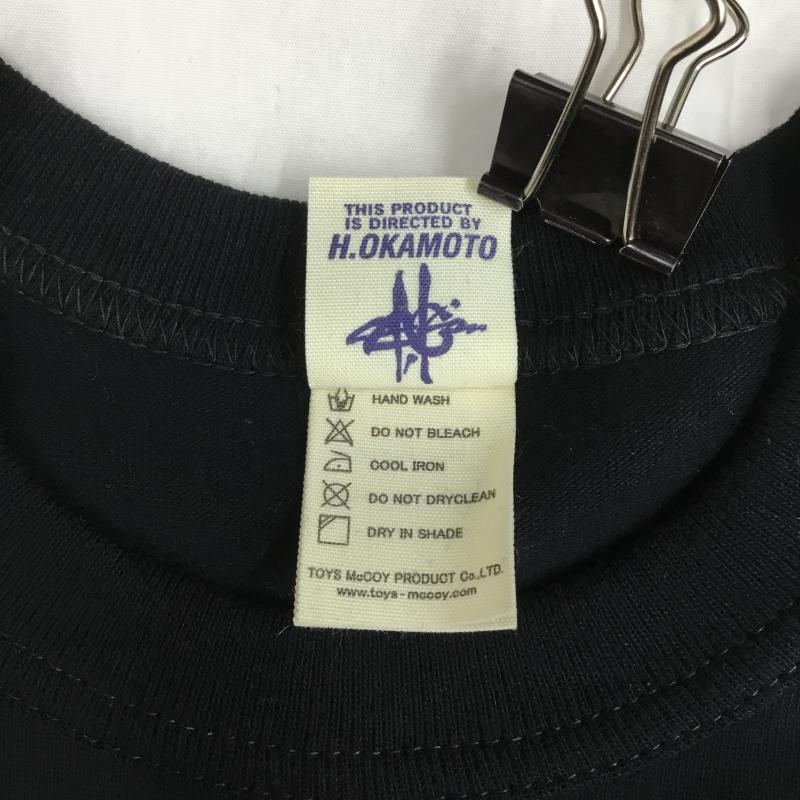 THIS PRODUCT
IS DIRECTED BY
H.OKAMOTO
HAND WASH
DO NOT BLEACH
COOL IRON
DO NOT DRYCLEAN
DRY IN SHADE
TOYS McCOY PRODUCT Co.,LTD.
www.toys-mccoy.com